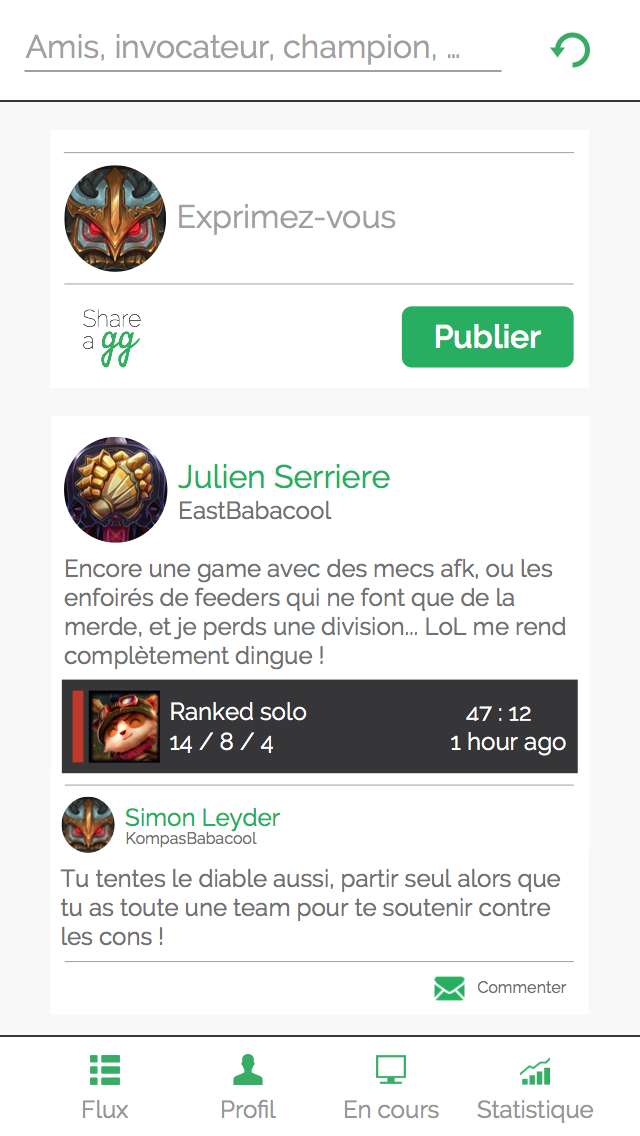 Amis, invocateur, champion, ...
Exprimez-vous
Share
a gg
Publier
Julien Serriere
EastBabacool
Encore une game avec des mecs afk, ou les
enfoirés de feeders qui ne font que de la
merde, et je perds une division... LoL me rend
complètement dingue !
Ranked solo
47 : 12
14 / 8 / 4
1 hour ago
Simon Leyder
KompasBabacool
Tu tentes le diable aussi, partir seul alors que
tu as toute une team pour te soutenir contre
les cons !
Commenter
Flux
Profil
En cours
Statistique